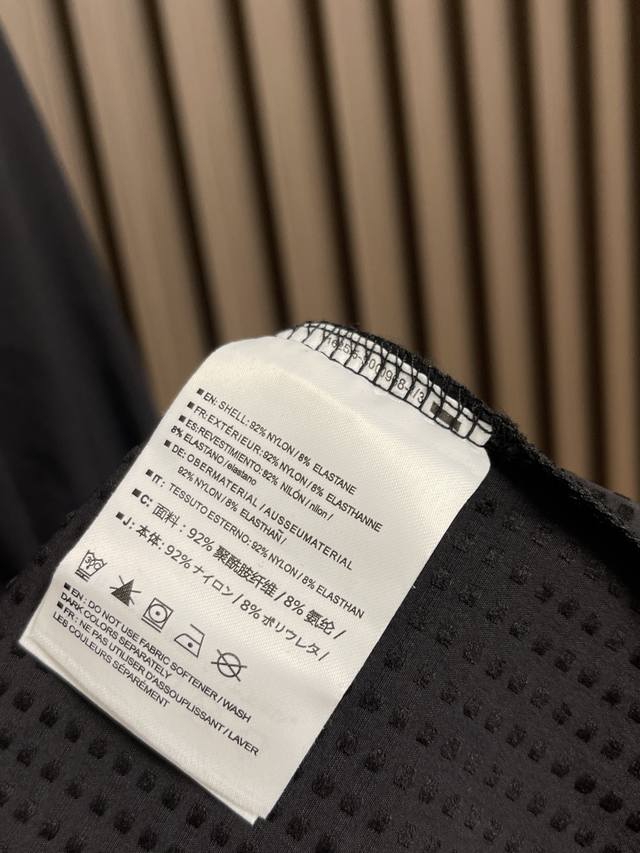 ■ EN: SHELL: 92% NYLON / 8% ELASTANE
■ FR: EXTÉRIEUR: 92% NYLON / 8% ELASTHANNE
■ ES: REVESTIMIENTO: 92% NILÓN / nilon /
8% ELASTANO / elastano
■ DE: OBERMATERIAL / AUSSEUMATERIAL
92% NYLON / 8% ELASTHAN /
■ IT: TESSUTO ESTERNO: 92% NYLON / 8% ELASTHAN
■ C: 面料: 92% 聚酰胺纤维 / 8% 氨纶 /
■ J: 本体: 92% ナイロン / 8% ポリウレタ /
30°
■ EN : DO NOT USE FABRIC SOFTENER / WASH
DARK COLORS SEPARATELY
■ FR : NE PAS UTILISER D'ASSOUPLISSANT / LAVER
LES COULEURS SÉPARÉMENT